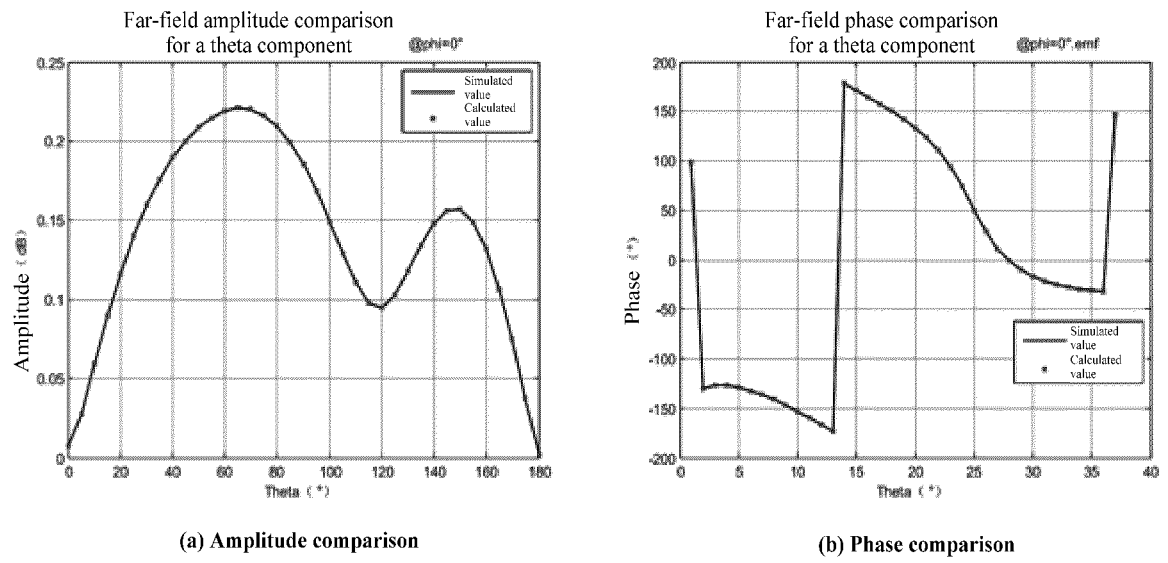 Far-field amplitude comparison
for a theta component @phi=0°
0.25
0.2
0.15
0.1
0.05
0
Amplitude (dB)
Simulated
value
Calculated
value
0 20 40 60 80 100 120 140 160 180
Theta (°)
(a) Amplitude comparison
Far-field phase comparison
for a theta component @phi=0°.emf
200
150
100
50
0
-50
-100
-150
-200
Phase (°)
Simulated
value
Calculated
value
0 5 10 15 20 25 30 35 40
Theta (°)
(b) Phase comparison